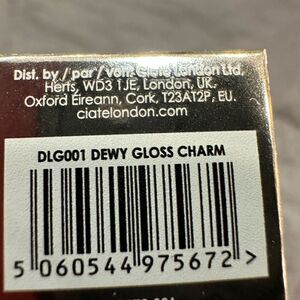 Dist. by / par / von: Ciaté London Ltd,
Herts, WD3 1JE, London, UK.
Oxford Éireann, Cork, T23AT2P, EU.
ciatelondon.com
DLG001 DEWY GLOSS CHARM
5 060544 975672 >